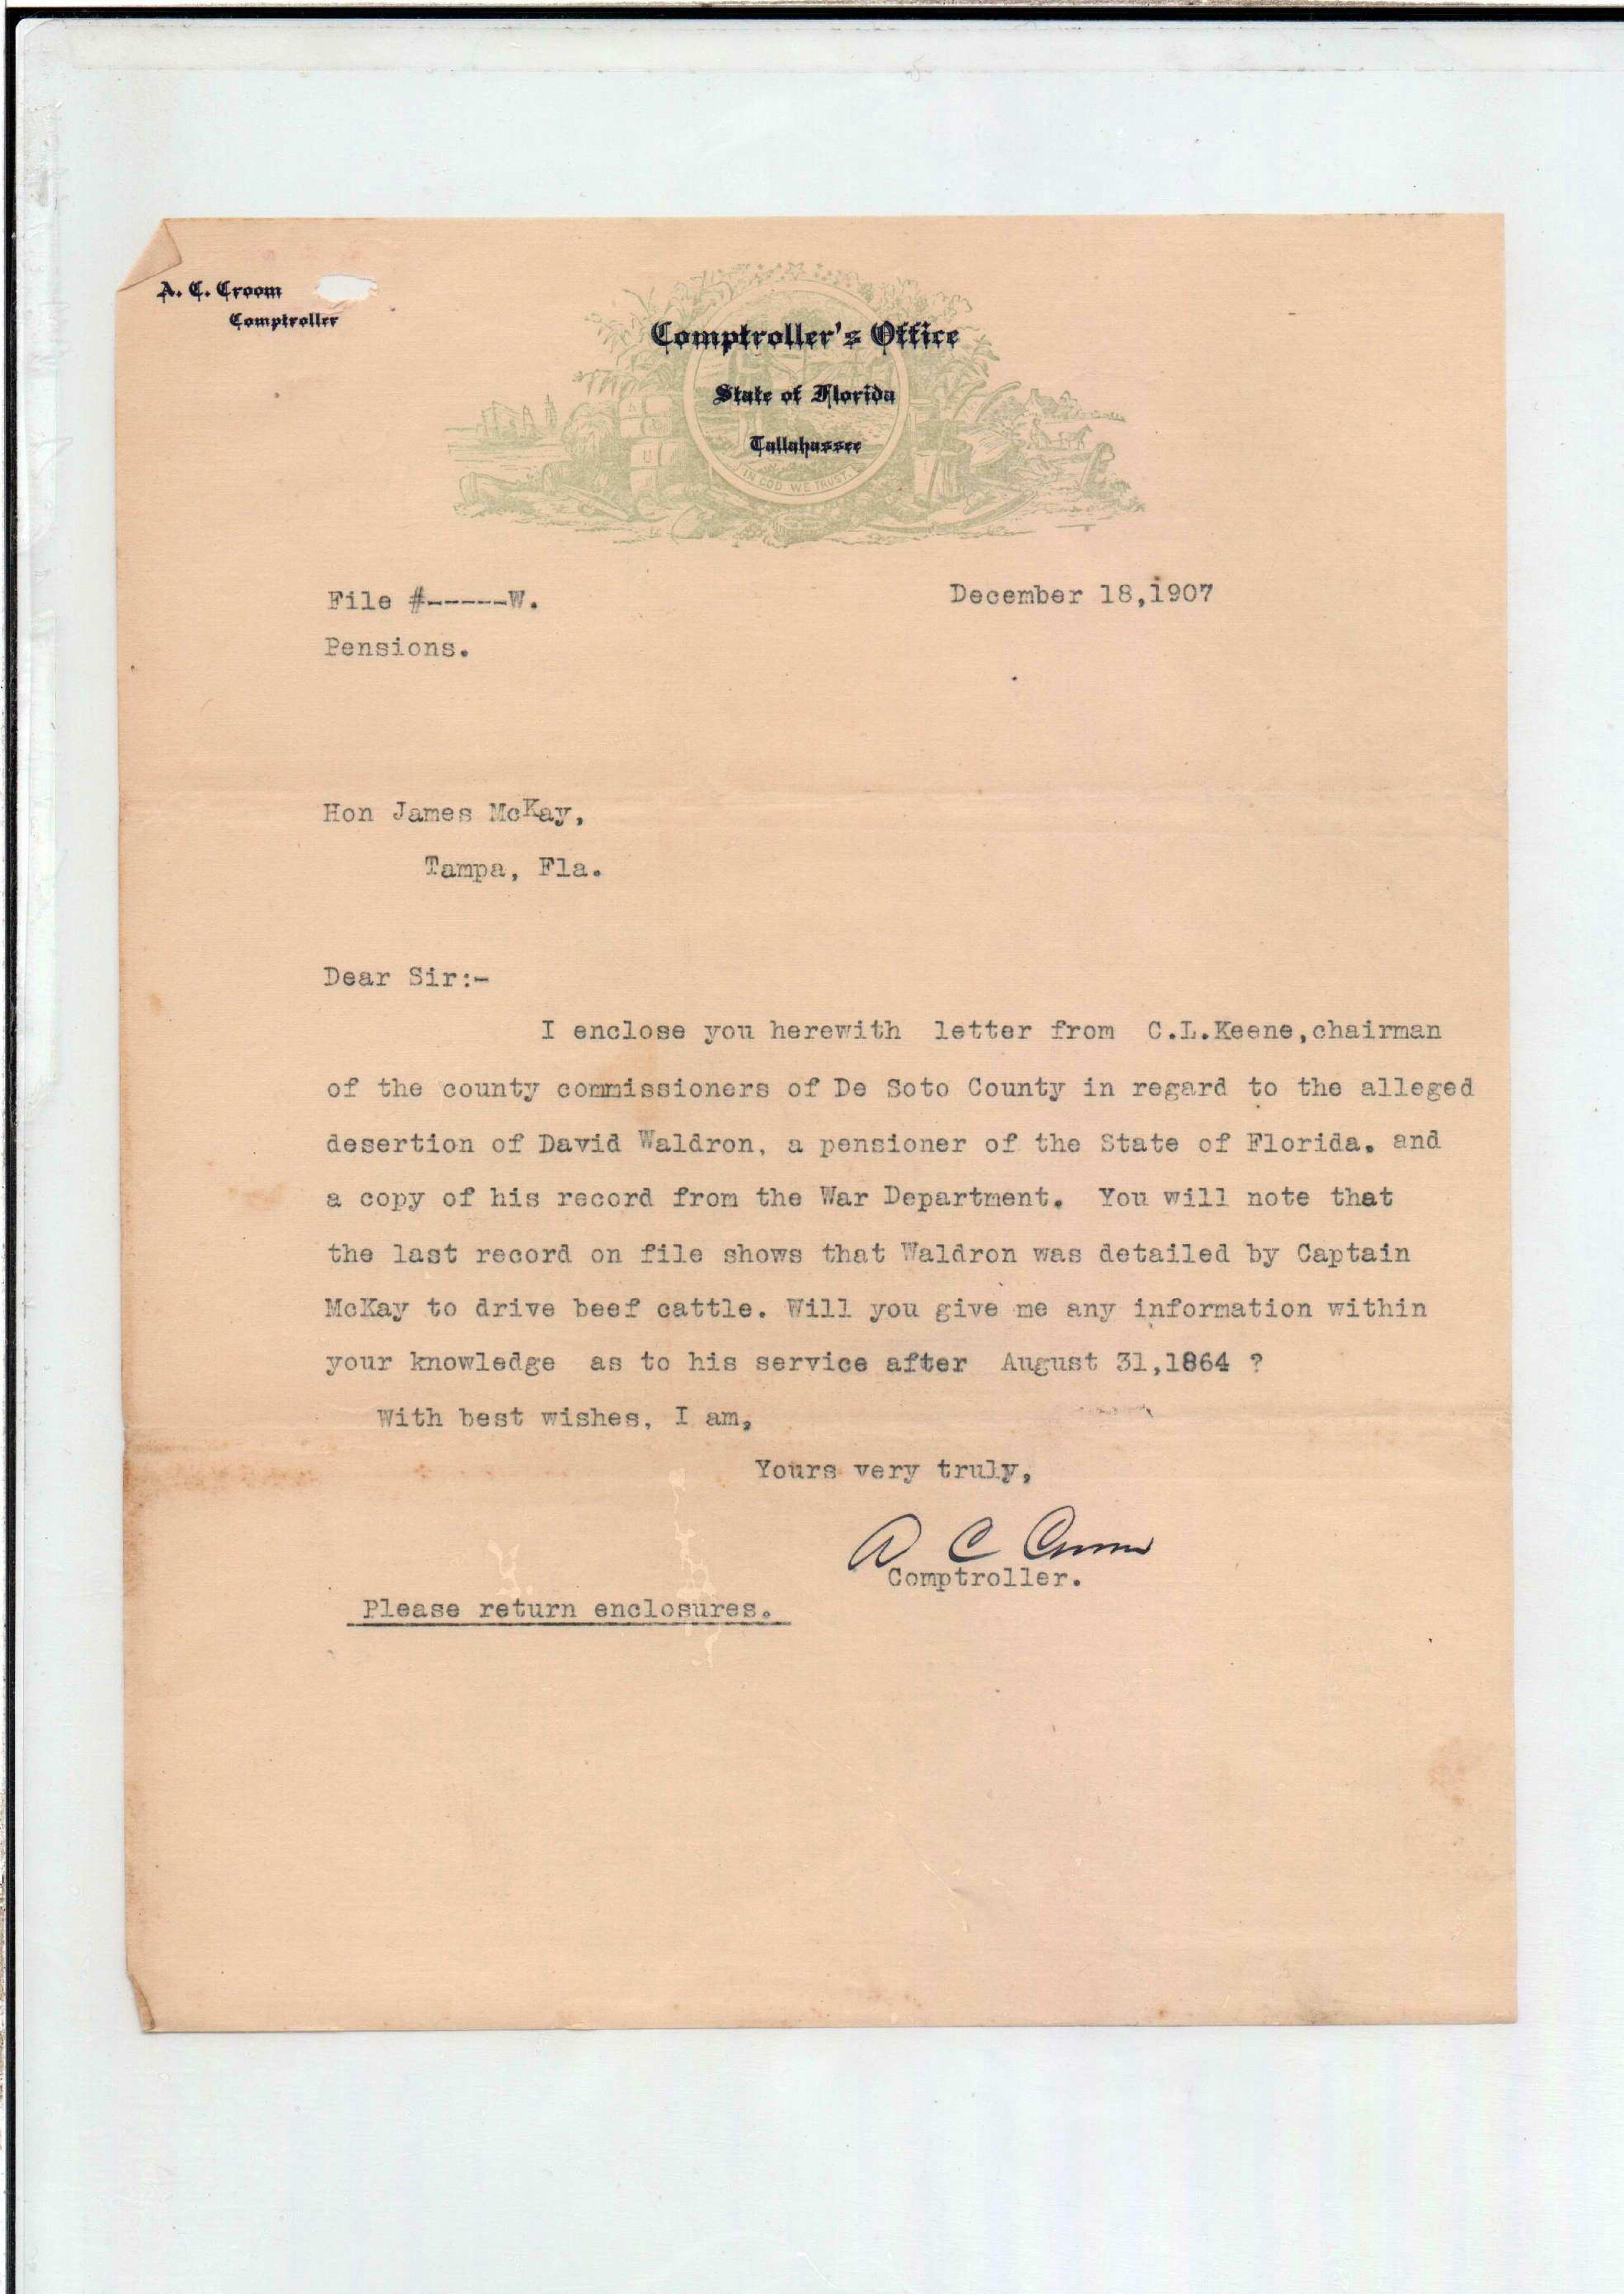 A. C. Croom
Comptroller
Comptroller's Office
State of Florida
Tallahassee
IN GOD WE TRUST
File #-----W.
December 18,1907
Pensions.
Hon James McKay,
Tampa, Fla.
Dear Sir:-
I enclose you herewith letter from C.L.Keene,chairman
of the county commissioners of De Soto County in regard to the alleged
desertion of David Waldron, a pensioner of the State of Florida. and
a copy of his record from the War Department. You will note that
the last record on file shows that Waldron was detailed by Captain
McKay to drive beef cattle. Will you give me any information within
your knowledge as to his service after August 31,1864 ?
With best wishes, I am,
Yours very truly,
A C Croom
Comptroller.
Please return enclosures.